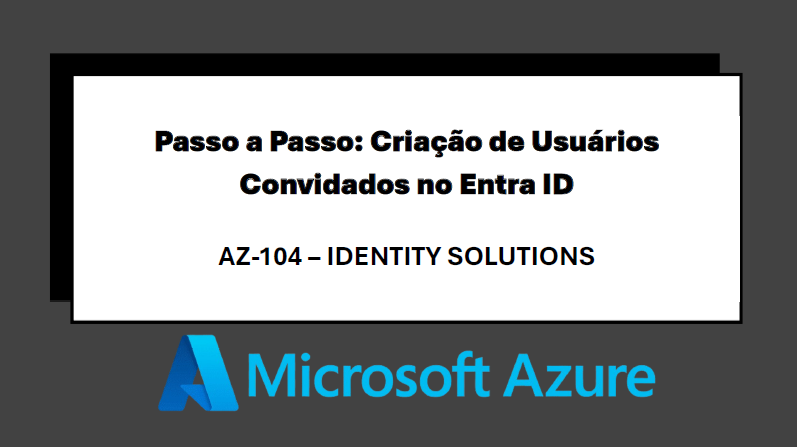 Passo a Passo: Criação de Usuários
Convidados no Entra ID
AZ-104 – IDENTITY SOLUTIONS
Microsoft Azure